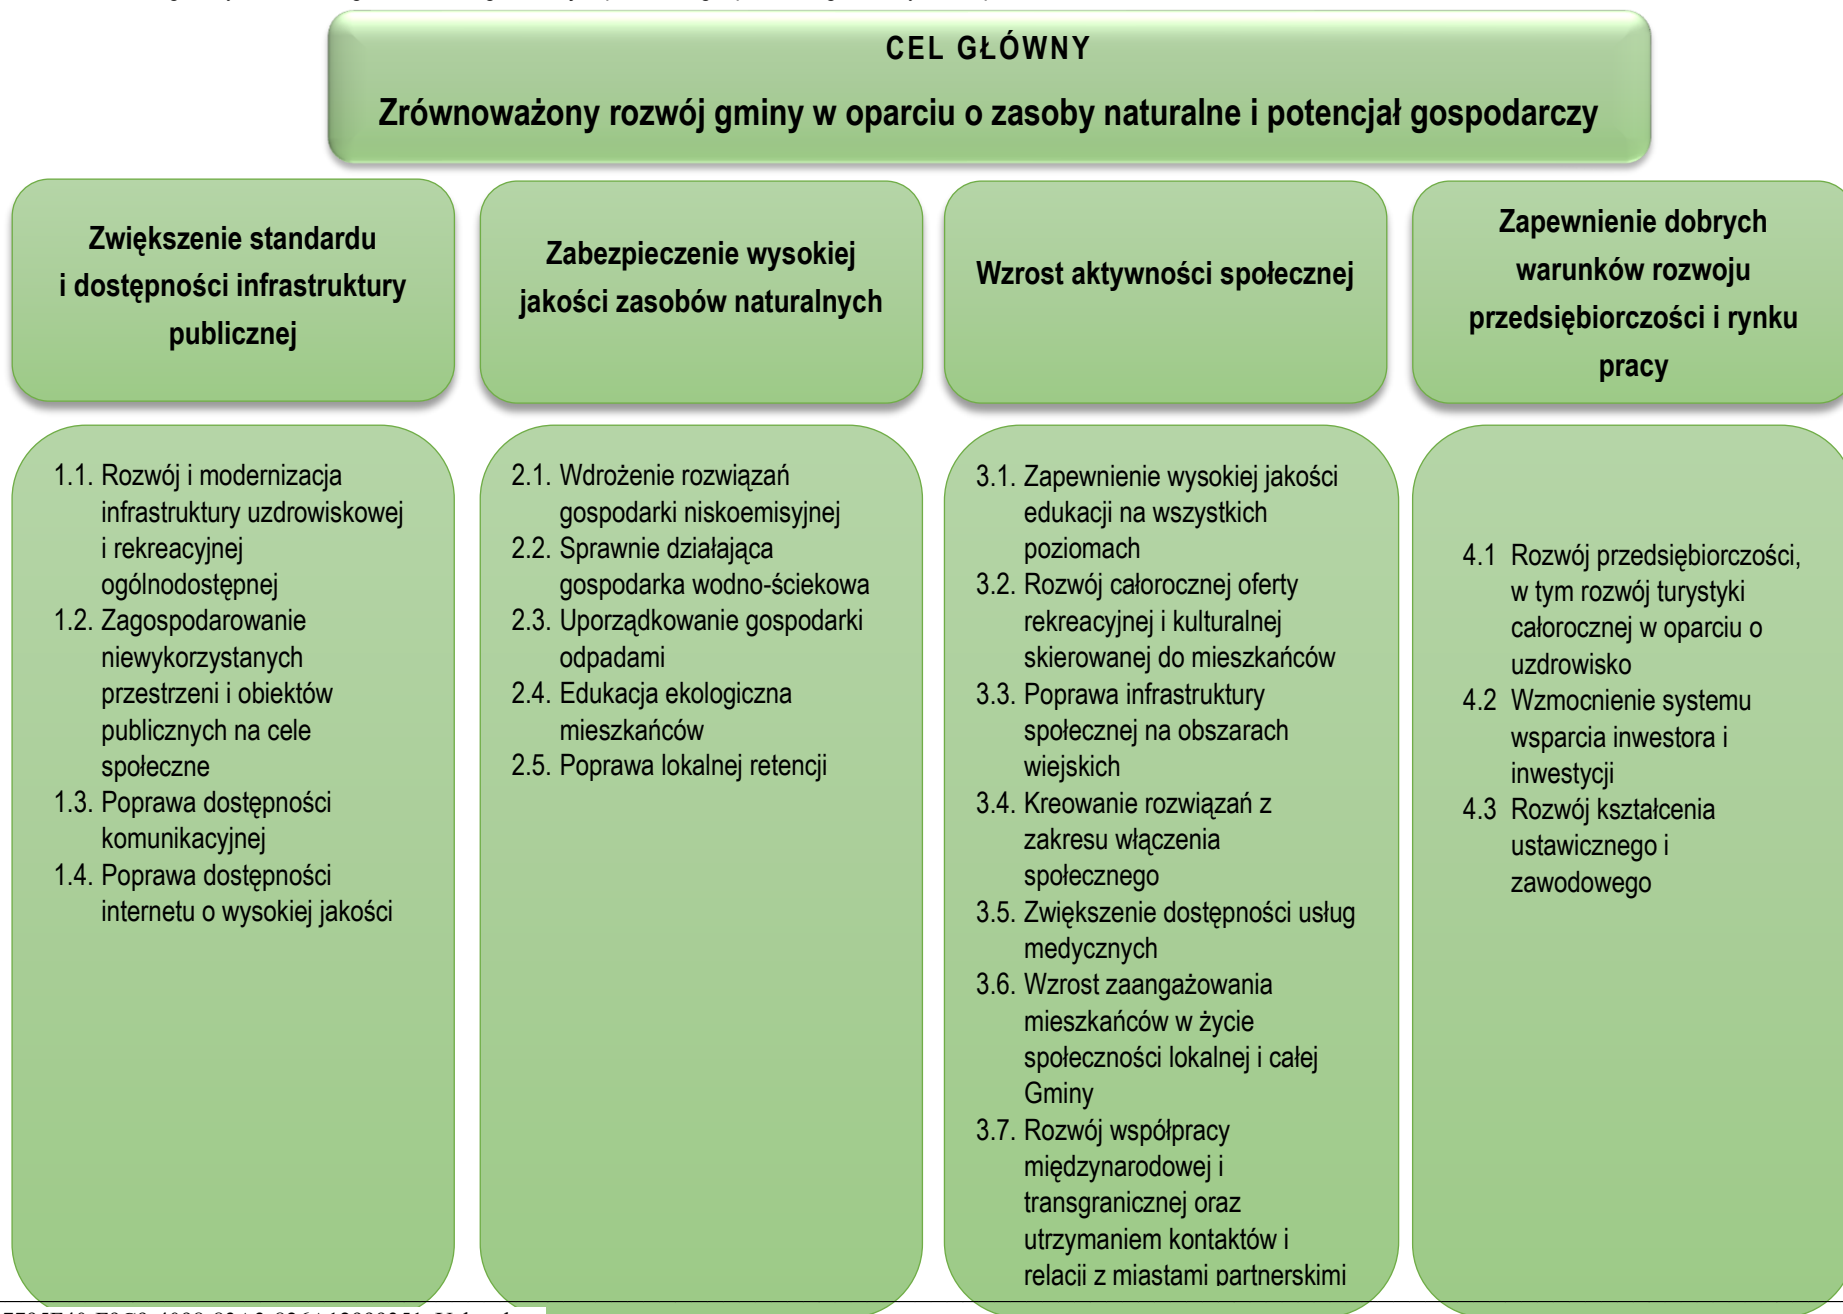 CEL GŁÓWNY
Zrównoważony rozwój gminy w oparciu o zasoby naturalne i potencjał gospodarczy
Zwiększenie standardu
i dostępności infrastruktury
publicznej
Zabezpieczenie wysokiej
jakości zasobów naturalnych
Wzrost aktywności społecznej
Zapewnienie dobrych
warunków rozwoju
przedsiębiorczości i rynku
pracy
1.1. Rozwój i modernizacja
infrastruktury uzdrowiskowej
i rekreacyjnej
ogólnodostępnej
1.2. Zagospodarowanie
niewykorzystanych
przestrzeni i obiektów
publicznych na cele
społeczne
1.3. Poprawa dostępności
komunikacyjnej
1.4. Poprawa dostępności
internetu o wysokiej jakości
2.1. Wdrożenie rozwiązań
gospodarki niskoemisyjnej
2.2. Sprawnie działająca
gospodarka wodno-ściekowa
2.3. Uporządkowanie gospodarki
odpadami
2.4. Edukacja ekologiczna
mieszkańców
2.5. Poprawa lokalnej retencji
3.1. Zapewnienie wysokiej jakości
edukacji na wszystkich
poziomach
3.2. Rozwój całorocznej oferty
rekreacyjnej i kulturalnej
skierowanej do mieszkańców
3.3. Poprawa infrastruktury
społecznej na obszarach
wiejskich
3.4. Kreowanie rozwiązań z
zakresu włączenia
społecznego
3.5. Zwiększenie dostępności usług
medycznych
3.6. Wzrost zaangażowania
mieszkańców w życie
społeczności lokalnej i całej
Gminy
3.7. Rozwój współpracy
międzynarodowej i
transgranicznej oraz
utrzymaniem kontaktów i
relacji z miastami partnerskimi
4.1 Rozwój przedsiębiorczości,
w tym rozwój turystyki
całorocznej w oparciu o
uzdrowisko
4.2 Wzmocnienie systemu
wsparcia inwestora i
inwestycji
4.3 Rozwój kształcenia
ustawicznego i
zawodowego